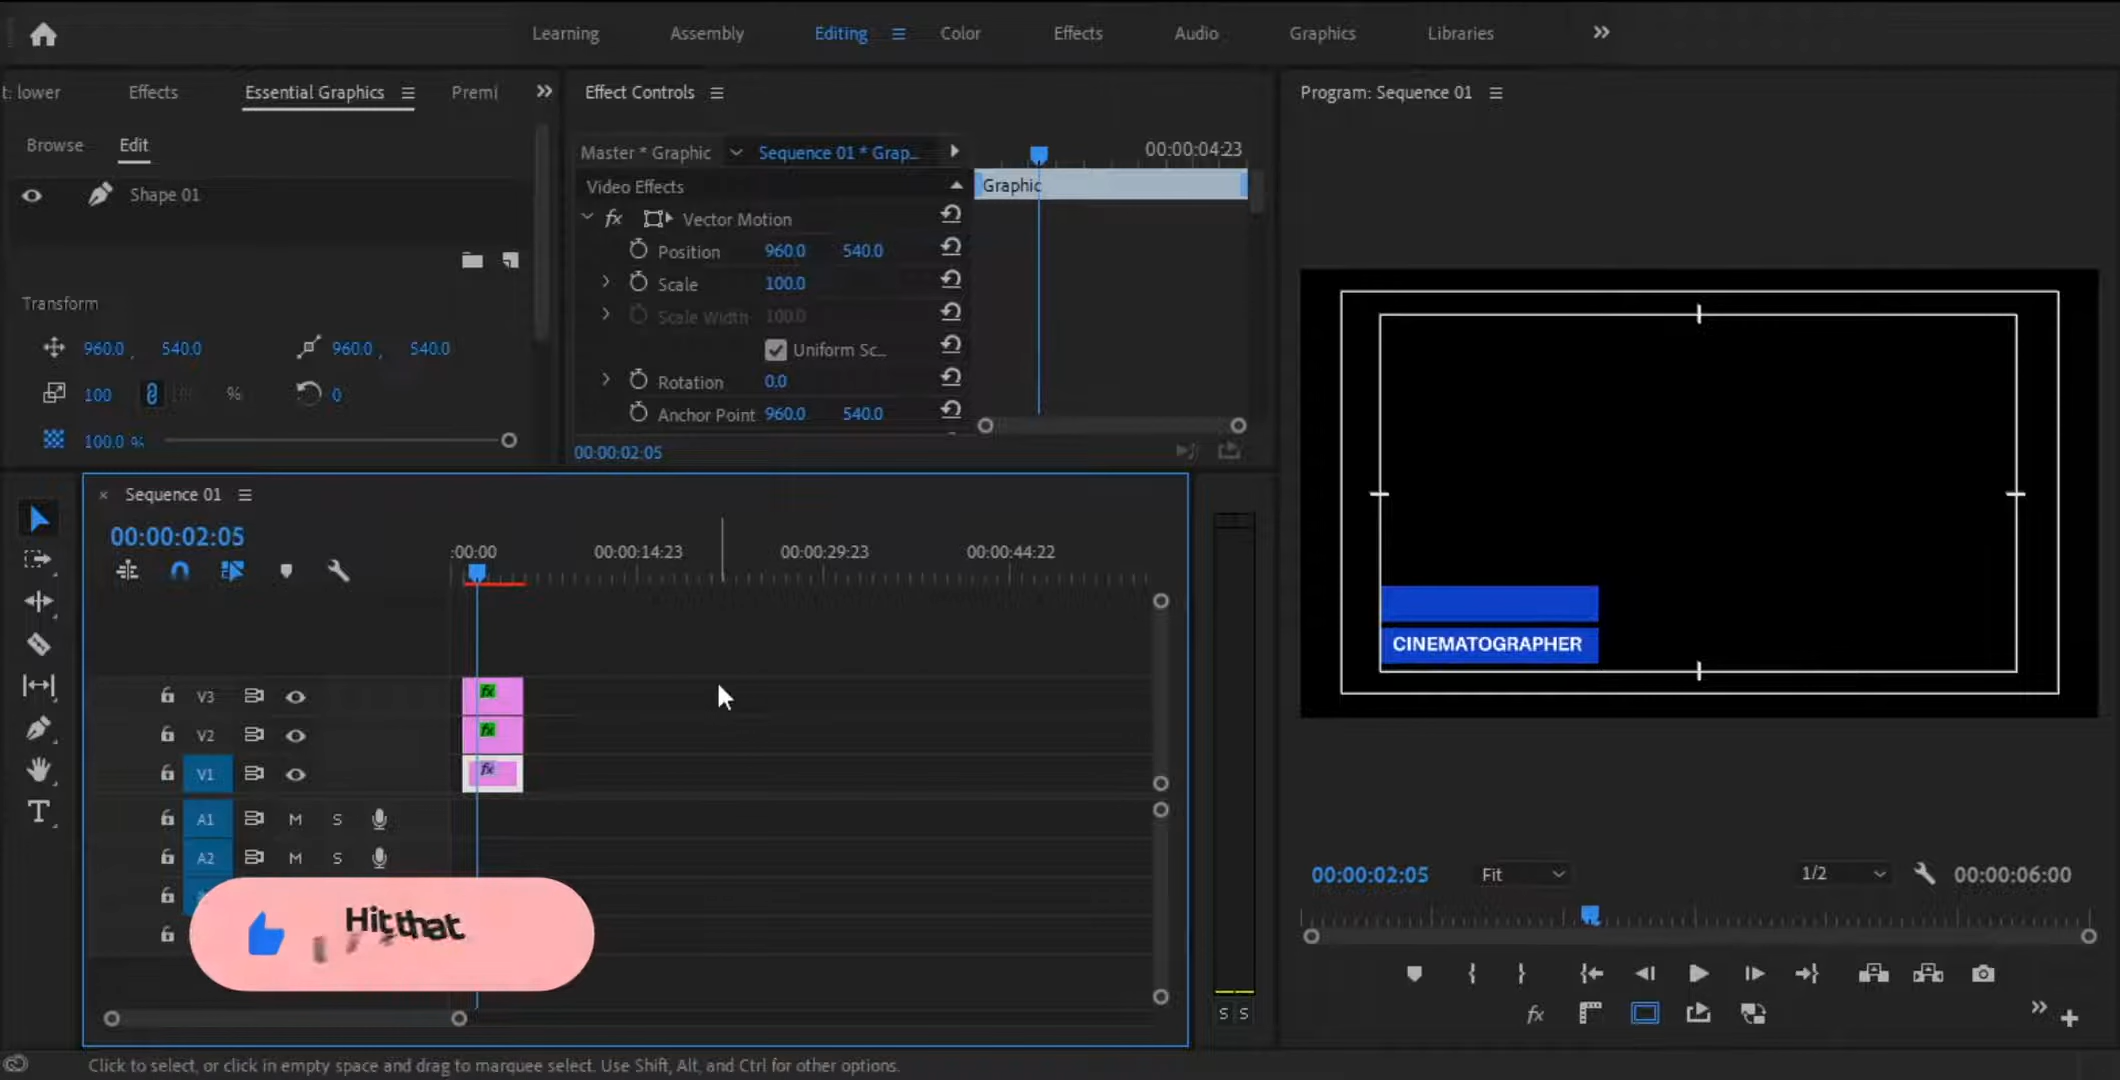 Learning Assembly Editing Color Effects Audio Graphics Libraries
t: lower Effects Essential Graphics Premi
Effect Controls
Program: Sequence 01
Browse Edit
Shape 01
Master * Graphic Sequence 01 * Grap...
00:00:04:23
Video Effects
Graphic
Vector Motion
Position 960.0 540.0
Scale 100.0
Scale Width 100.0
Uniform Sc...
Rotation 0.0
Anchor Point 960.0 540.0
00:00:02:05
Transform
960.0 , 540.0 960.0 , 540.0
100 % 0
100.0 %
Sequence 01
00:00:02:05
:00:00 00:00:14:23 00:00:29:23 00:00:44:22
V3 fx
V2 fx
V1 fx
A1 M S
A2 M S
Hit that
S S
CINEMATOGRAPHER
00:00:02:05 Fit 1/2 00:00:06:00
fx
Click to select, or click in empty space and drag to marquee select. Use Shift, Alt, and Ctrl for other options.